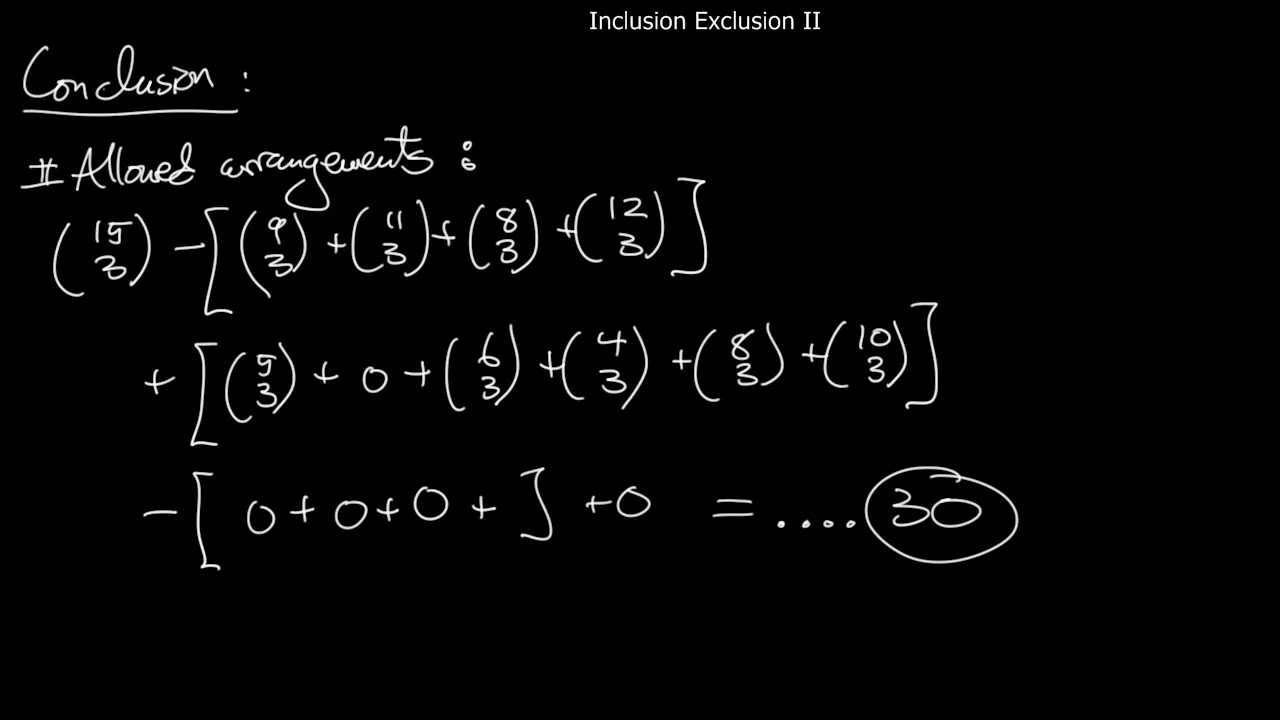 Inclusion Exclusion II
Conclusion :
# Allowed arrangements :
(15 3) - [(9 3) + (11 3) + (8 3) + (12 3)]
+ [(5 3) + 0 + (6 3) + (4 3) + (8 3) + (10 3)]
- [0 + 0 + 0 + ] + 0 = .... 30